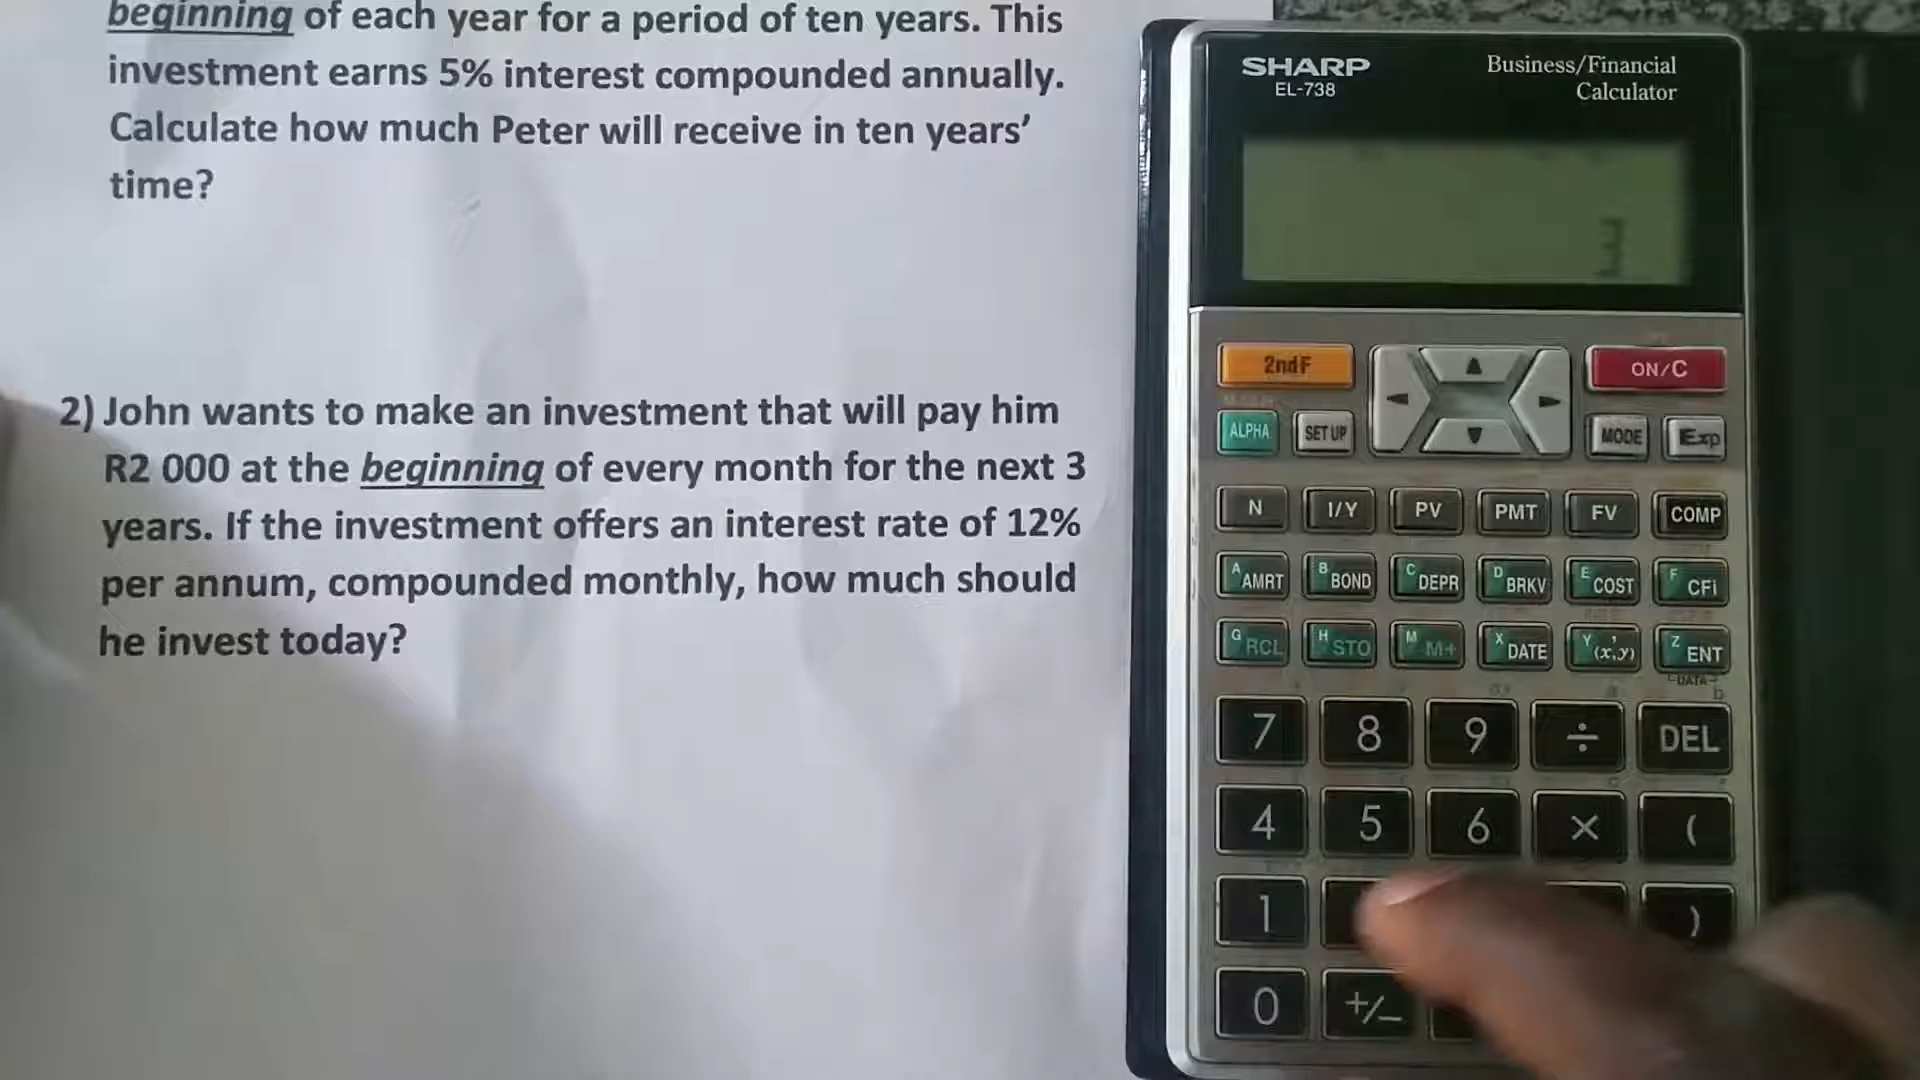 beginning of each year for a period of ten years. This
investment earns 5% interest compounded annually.
Calculate how much Peter will receive in ten years'
time?
2) John wants to make an investment that will pay him
R2 000 at the beginning of every month for the next 3
years. If the investment offers an interest rate of 12%
per annum, compounded monthly, how much should
he invest today?
SHARP
EL-738
Business/Financial
Calculator
3
2ndF
ON/C
ALPHA SET UP MODE Exp
N I/Y PV PMT FV COMP
A AMRT B BOND C DEPR D BRKV E COST F CFi
G RCL H STO M M+ X DATE Y (x,y) Z ENT
DATA
7 8 9 ÷ DEL
4 5 6 × (
1 )
0 +/−